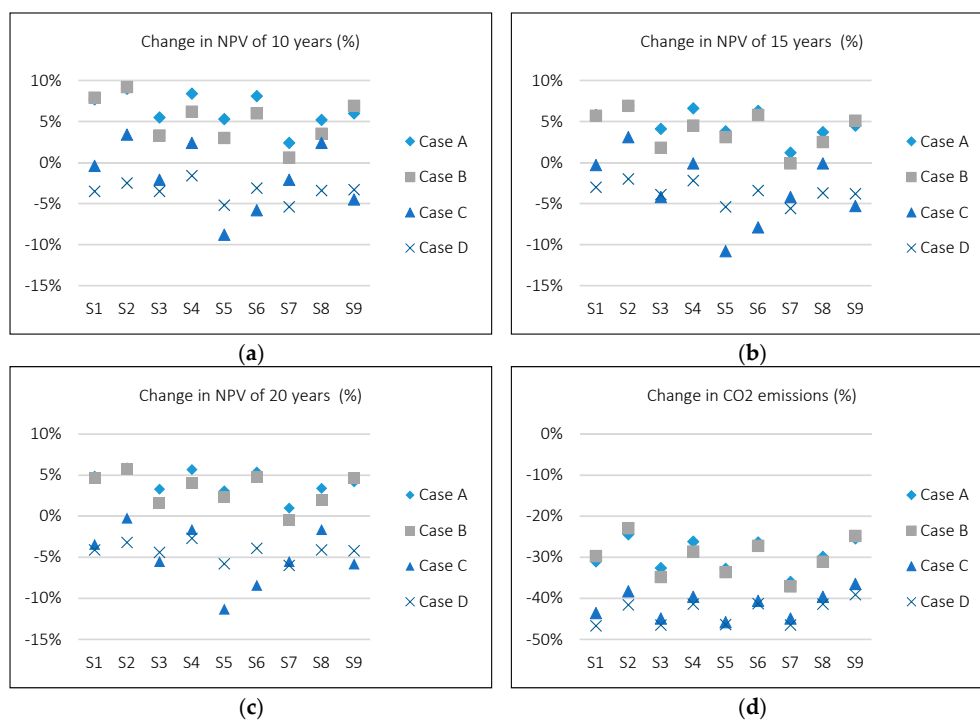 Change in NPV of 10 years (%)
10%
5%
0%
-5%
-10%
-15%
S1 S2 S3 S4 S5 S6 S7 S8 S9
Case A
Case B
Case C
Case D
(a)
Change in NPV of 15 years (%)
10%
5%
0%
-5%
-10%
-15%
S1 S2 S3 S4 S5 S6 S7 S8 S9
Case A
Case B
Case C
Case D
(b)
Change in NPV of 20 years (%)
10%
5%
0%
-5%
-10%
-15%
S1 S2 S3 S4 S5 S6 S7 S8 S9
Case A
Case B
Case C
Case D
(c)
Change in CO2 emissions (%)
0%
-10%
-20%
-30%
-40%
-50%
S1 S2 S3 S4 S5 S6 S7 S8 S9
Case A
Case B
Case C
Case D
(d)